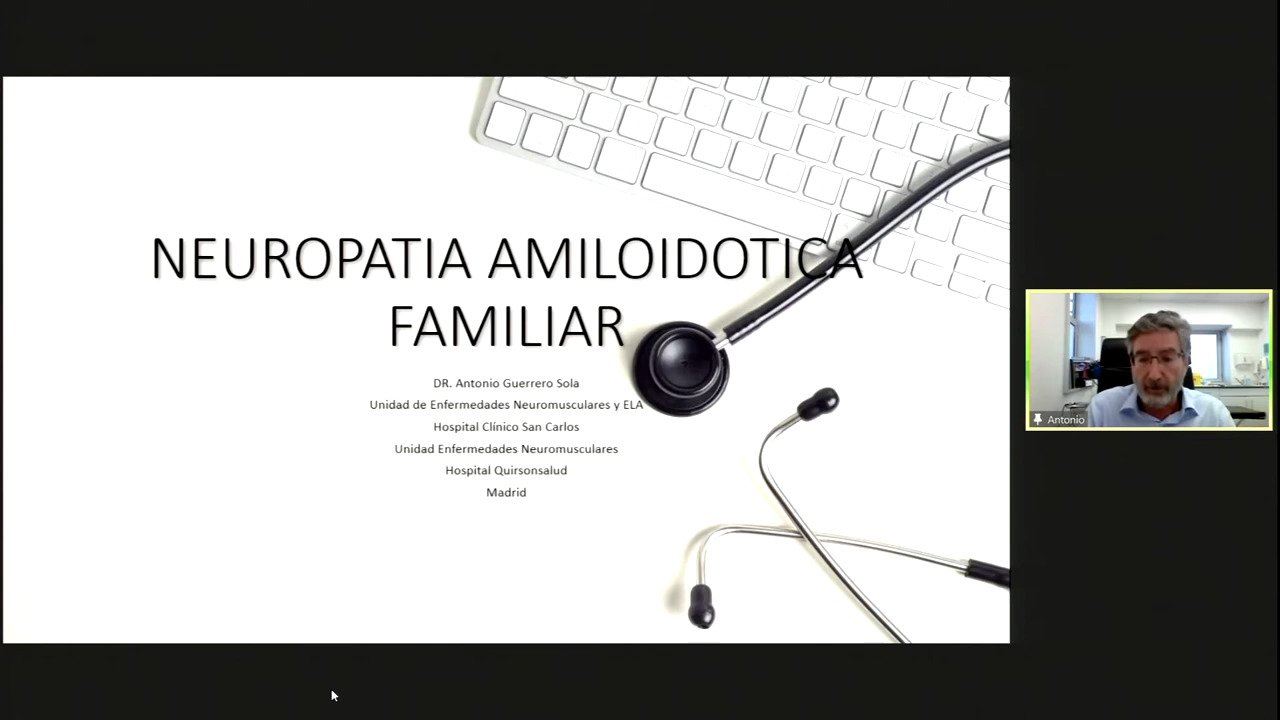 NEUROPATIA AMILOIDOTICA
FAMILIAR
DR. Antonio Guerrero Sola
Unidad de Enfermedades Neuromusculares y ELA
Hospital Clínico San Carlos
Unidad Enfermedades Neuromusculares
Hospital Quirsonsalud
Madrid
Antonio